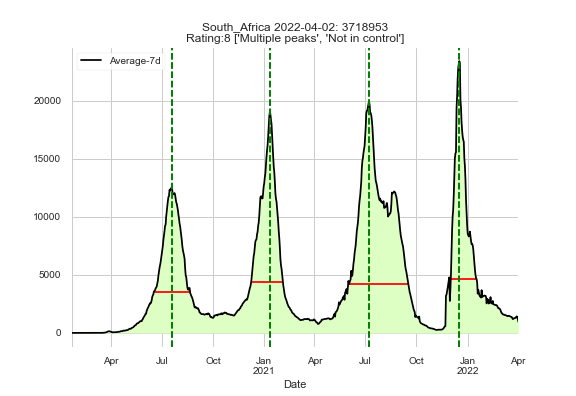 South_Africa 2022-04-02: 3718953
Rating:8 ['Multiple peaks', 'Not in control']
Average-7d
20000
15000
10000
5000
0
Apr Jul Oct Jan Apr Jul Oct Jan Apr
2021 2022
Date